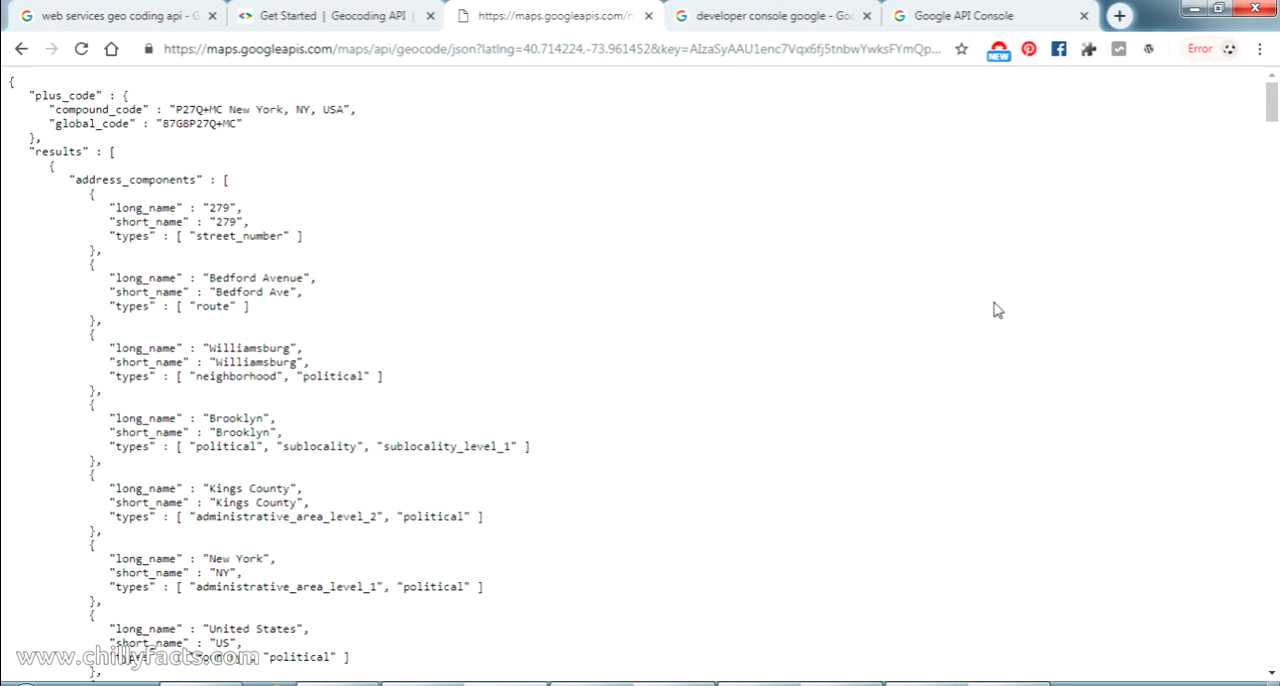 web services geo coding api - G
Get Started | Geocoding API |
https://maps.googleapis.com/m
developer console google - Goo
Google API Console
https://maps.googleapis.com/maps/api/geocode/json?latlng=40.714224,-73.961452&key=AIzaSyAAU1enc7Vqx6fj5tnbwYwksFYmQp...
NEW
Error
{
"plus_code" : {
"compound_code" : "P27Q+MC New York, NY, USA",
"global_code" : "87G8P27Q+MC"
},
"results" : [
{
"address_components" : [
{
"long_name" : "279",
"short_name" : "279",
"types" : [ "street_number" ]
},
{
"long_name" : "Bedford Avenue",
"short_name" : "Bedford Ave",
"types" : [ "route" ]
},
{
"long_name" : "Williamsburg",
"short_name" : "Williamsburg",
"types" : [ "neighborhood", "political" ]
},
{
"long_name" : "Brooklyn",
"short_name" : "Brooklyn",
"types" : [ "political", "sublocality", "sublocality_level_1" ]
},
{
"long_name" : "Kings County",
"short_name" : "Kings County",
"types" : [ "administrative_area_level_2", "political" ]
},
{
"long_name" : "New York",
"short_name" : "NY",
"types" : [ "administrative_area_level_1", "political" ]
},
{
"long_name" : "United States",
"short_name" : "US",
"political" ]
www.chillyfacts.com
},